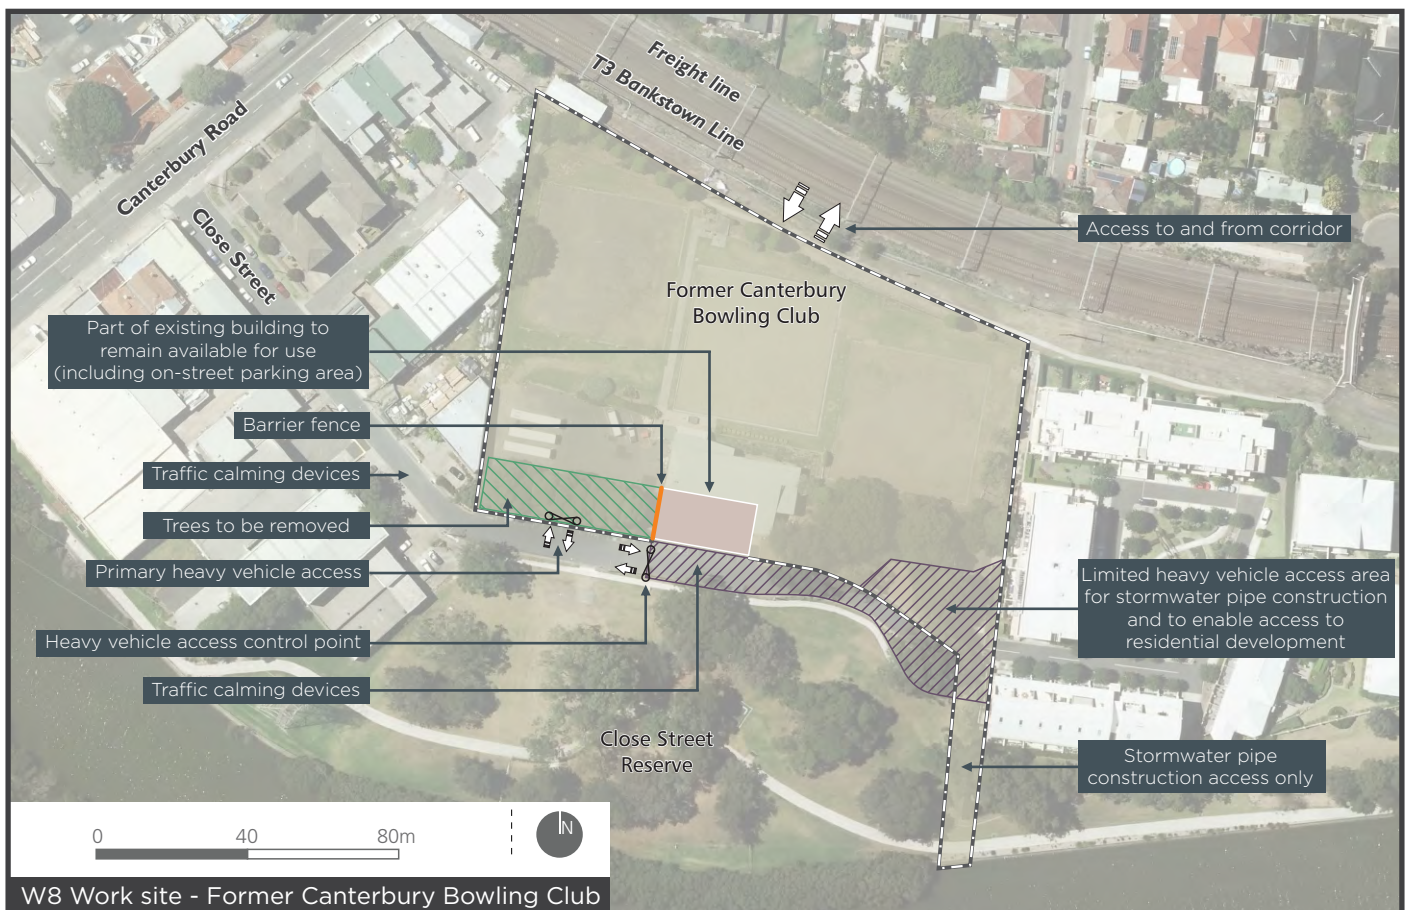 Freight line
T3 Bankstown Line
Canterbury Road
Close Street
Access to and from corridor
Former Canterbury
Bowling Club
Part of existing building to
remain available for use
(including on-street parking area)
Barrier fence
Traffic calming devices
Trees to be removed
Primary heavy vehicle access
Heavy vehicle access control point
Traffic calming devices
Limited heavy vehicle access area
for stormwater pipe construction
and to enable access to
residential development
Close Street
Reserve
Stormwater pipe
construction access only
0 40 80m
N
W8 Work site - Former Canterbury Bowling Club